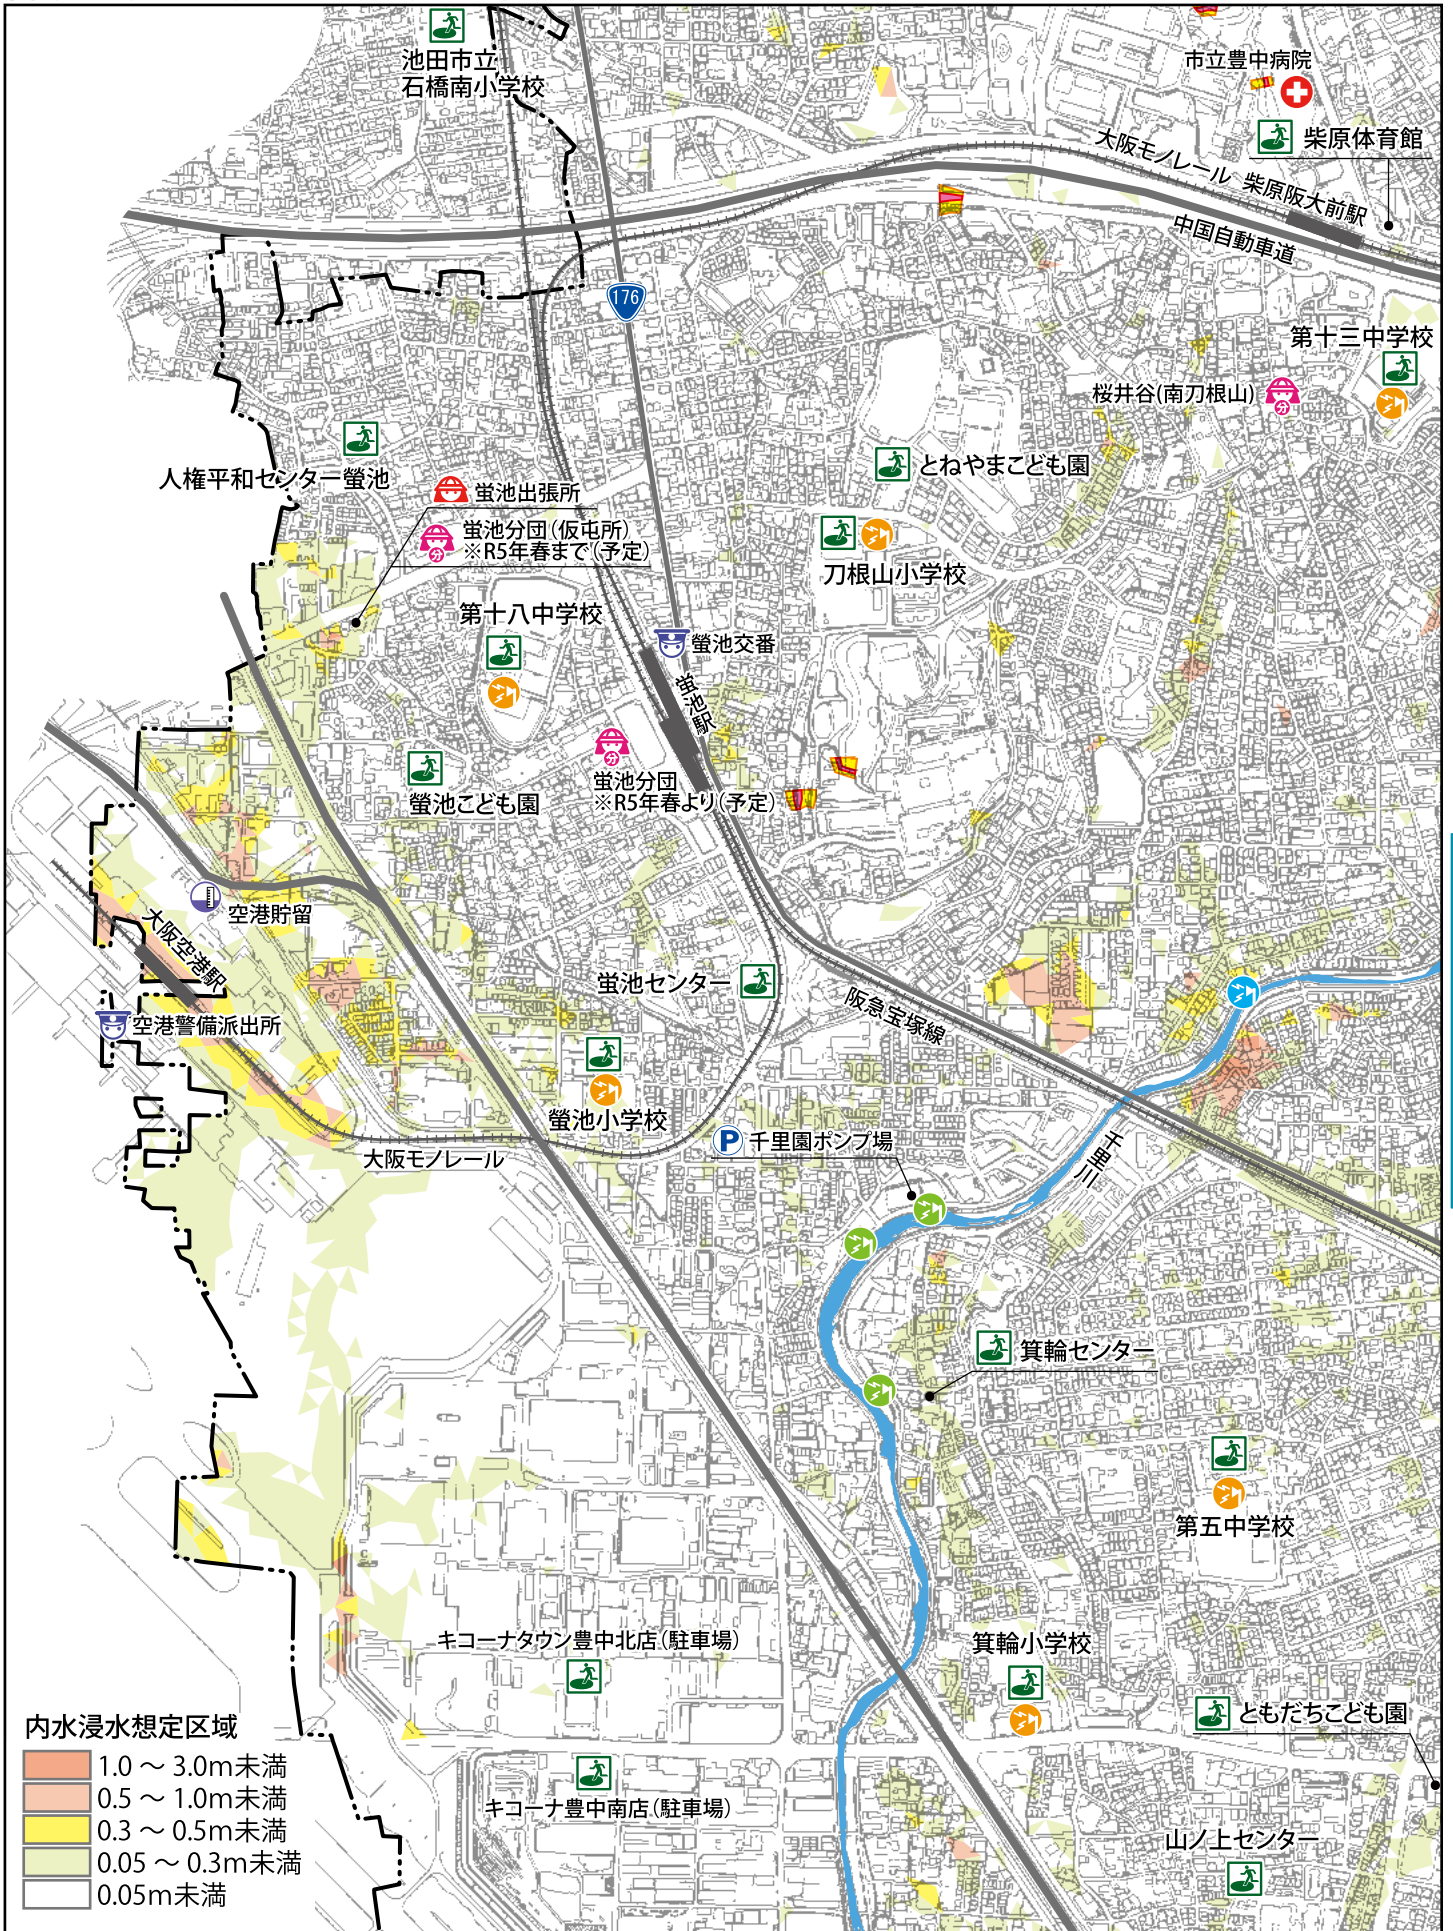 池田市立
石橋南小学校
市立豊中病院
柴原体育館
大阪モノレール
柴原阪大前駅
中国自動車道
176
第十三中学校
桜井谷(南刀根山)
分
人権平和センター螢池
とねやまこども園
螢池出張所
螢池分団(仮屯所)
※R5年春まで(予定)
分
刀根山小学校
第十八中学校
螢池交番
螢池駅
分
螢池分団
※R5年春より(予定)
螢池こども園
空港貯留
大阪空港駅
螢池センター
阪急宝塚線
空港警備派出所
螢池小学校
P 千里園ポンプ場
千里川
大阪モノレール
箕輪センター
第五中学校
キコーナタウン豊中北店(駐車場)
箕輪小学校
ともだちこども園
キコーナ豊中南店(駐車場)
山ノ上センター
内水浸水想定区域
1.0 ～ 3.0m未満
0.5 ～ 1.0m未満
0.3 ～ 0.5m未満
0.05 ～ 0.3m未満
0.05m未満